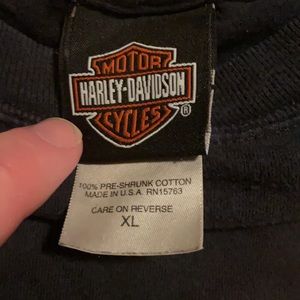 MOTOR
HARLEY-DAVIDSON
CYCLES
®
100% PRE-SHRUNK COTTON
MADE IN U.S.A. RN15763
CARE ON REVERSE
XL